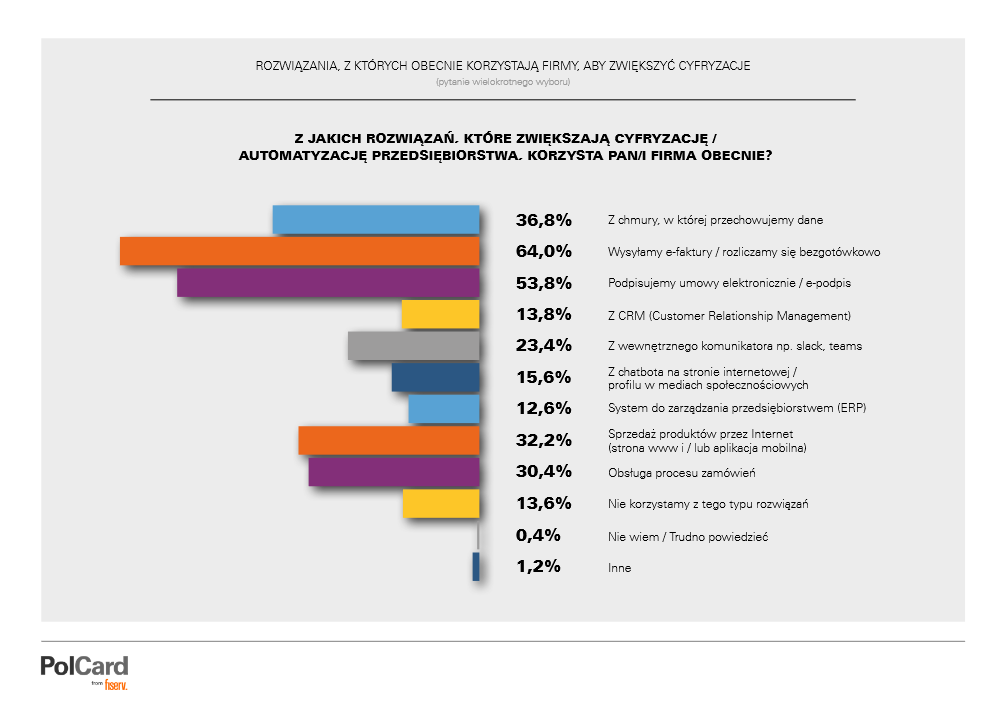 ROZWIĄZANIA, Z KTÓRYCH OBECNIE KORZYSTAJĄ FIRMY, ABY ZWIĘKSZYĆ CYFRYZACJE
(pytanie wielokrotnego wyboru)
Z JAKICH ROZWIĄZAŃ, KTÓRE ZWIĘKSZAJĄ CYFRYZACJĘ /
AUTOMATYZACJĘ PRZEDSIĘBIORSTWA, KORZYSTA PAN/I FIRMA OBECNIE?
36,8% Z chmury, w której przechowujemy dane
64,0% Wysyłamy e-faktury / rozliczamy się bezgotówkowo
53,8% Podpisujemy umowy elektronicznie / e-podpis
13,8% Z CRM (Customer Relationship Management)
23,4% Z wewnętrznego komunikatora np. slack, teams
15,6% Z chatbota na stronie internetowej /
profilu w mediach społecznościowych
12,6% System do zarządzania przedsiębiorstwem (ERP)
32,2% Sprzedaż produktów przez Internet
(strona www i / lub aplikacja mobilna)
30,4% Obsługa procesu zamówień
13,6% Nie korzystamy z tego typu rozwiązań
0,4% Nie wiem / Trudno powiedzieć
1,2% Inne
PolCard
from fiserv.